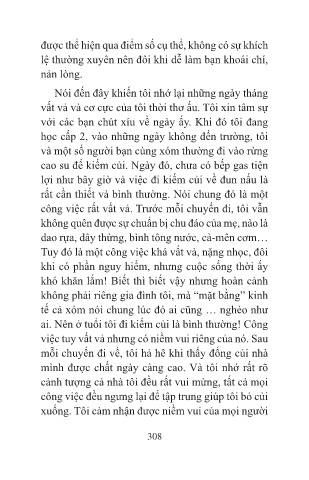 được thể hiện qua điểm số cụ thể, không có sự khích
lệ thường xuyên nên đôi khi dễ làm bạn khoái chí,
nản lòng.
Nói đến đây khiến tôi nhớ lại những ngày tháng
vất vả và cơ cực của tôi thời thơ ấu. Tôi xin tâm sự
với các bạn chút xíu về ngày ấy. Khi đó tôi đang
học cấp 2, vào những ngày không đến trường, tôi
và một số người bạn cùng xóm thường đi vào rừng
cao su để kiếm củi. Ngày đó, chưa có bếp gas tiện
lợi như bây giờ và việc đi kiếm củi về đun nấu là
rất cần thiết và bình thường. Nói chung đó là một
công việc rất vất vả. Trước mỗi chuyến đi, tôi vẫn
không quên được sự chuẩn bị chu đáo của mẹ, nào là
dao rựa, dây thừng, bình tông nước, cà-mên cơm…
Tuy đó là một công việc khá vất vả, nặng nhọc, đôi
khi có phần nguy hiểm, nhưng cuộc sống thời ấy
khó khăn lắm! Biết thì biết vậy nhưng hoàn cảnh
không phải riêng gia đình tôi, mà “mặt bằng” kinh
tế cả xóm nói chung lúc đó ai cũng … nghèo như
ai. Nên ở tuổi tôi đi kiếm củi là bình thường! Công
việc tuy vất vả nhưng có niềm vui riêng của nó. Sau
mỗi chuyến đi về, tôi hả hê khi thấy đống củi nhà
mình được chất ngày càng cao. Và tôi nhớ rất rõ
cảnh tượng cả nhà tôi đều rất vui mừng, tất cả mọi
công việc đều ngưng lại để tập trung giúp tôi bó củi
xuống. Tôi cảm nhận được niềm vui của mọi người
308